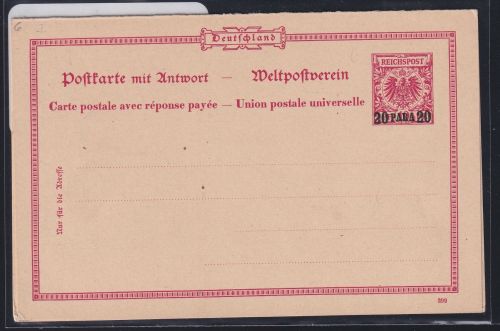 6 I
Deutschland
Postkarte mit Antwort — Weltpostverein
Carte postale avec réponse payée — Union postale universelle
REICHSPOST
20 PARA 20
Nur für die Adresse